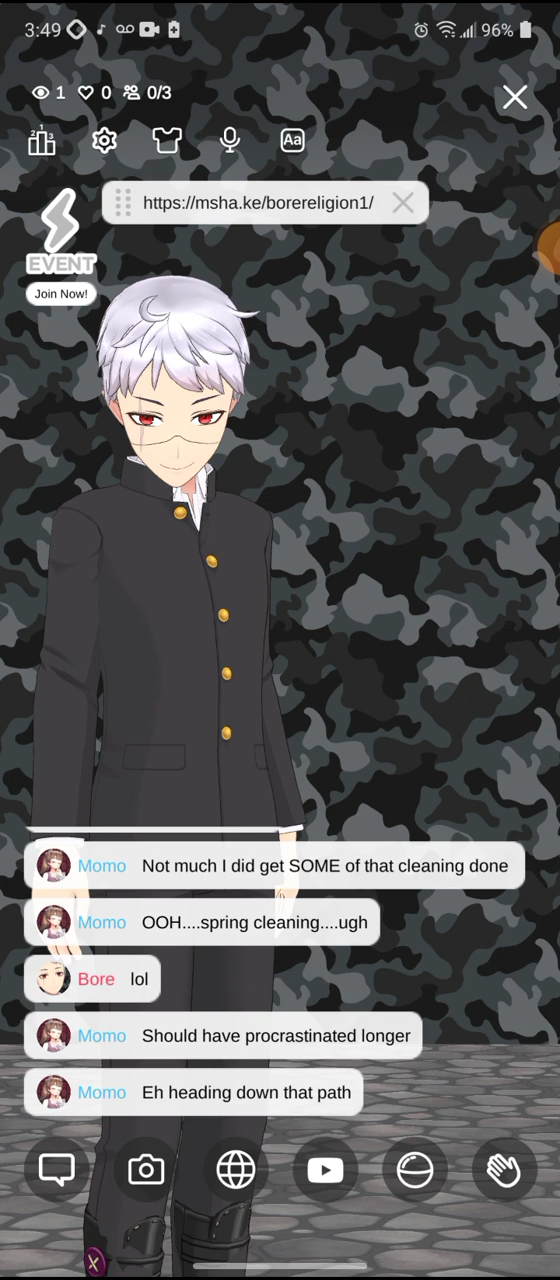 3:49
96%
1 0 0/3
Aa
https://msha.ke/borereligion1/
EVENT
Join Now!
Momo Not much I did get SOME of that cleaning done
Momo OOH....spring cleaning....ugh
Bore lol
Momo Should have procrastinated longer
Momo Eh heading down that path